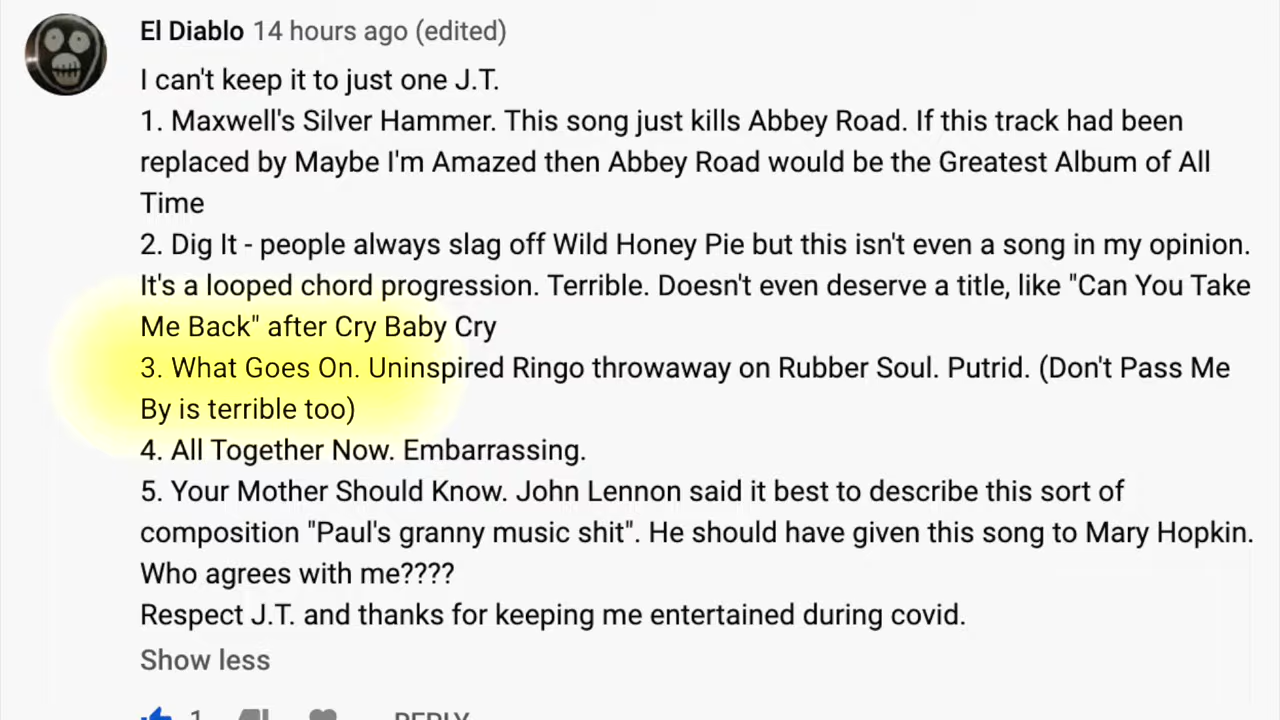 El Diablo 14 hours ago (edited)
I can't keep it to just one J.T.
1. Maxwell's Silver Hammer. This song just kills Abbey Road. If this track had been
replaced by Maybe I'm Amazed then Abbey Road would be the Greatest Album of All
Time
2. Dig It - people always slag off Wild Honey Pie but this isn't even a song in my opinion.
It's a looped chord progression. Terrible. Doesn't even deserve a title, like "Can You Take
Me Back" after Cry Baby Cry
3. What Goes On. Uninspired Ringo throwaway on Rubber Soul. Putrid. (Don't Pass Me
By is terrible too)
4. All Together Now. Embarrassing.
5. Your Mother Should Know. John Lennon said it best to describe this sort of
composition "Paul's granny music shit". He should have given this song to Mary Hopkin.
Who agrees with me????
Respect J.T. and thanks for keeping me entertained during covid.
Show less
1 REPLY